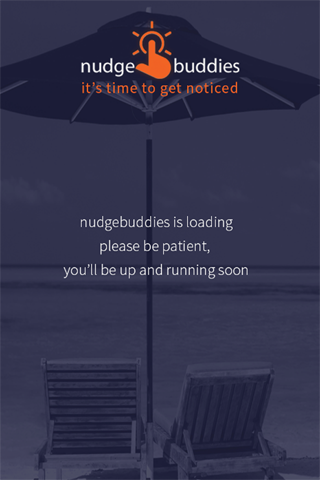 nudge buddies
it's time to get noticed
nudgebuddies is loading
please be patient,
you'll be up and running soon